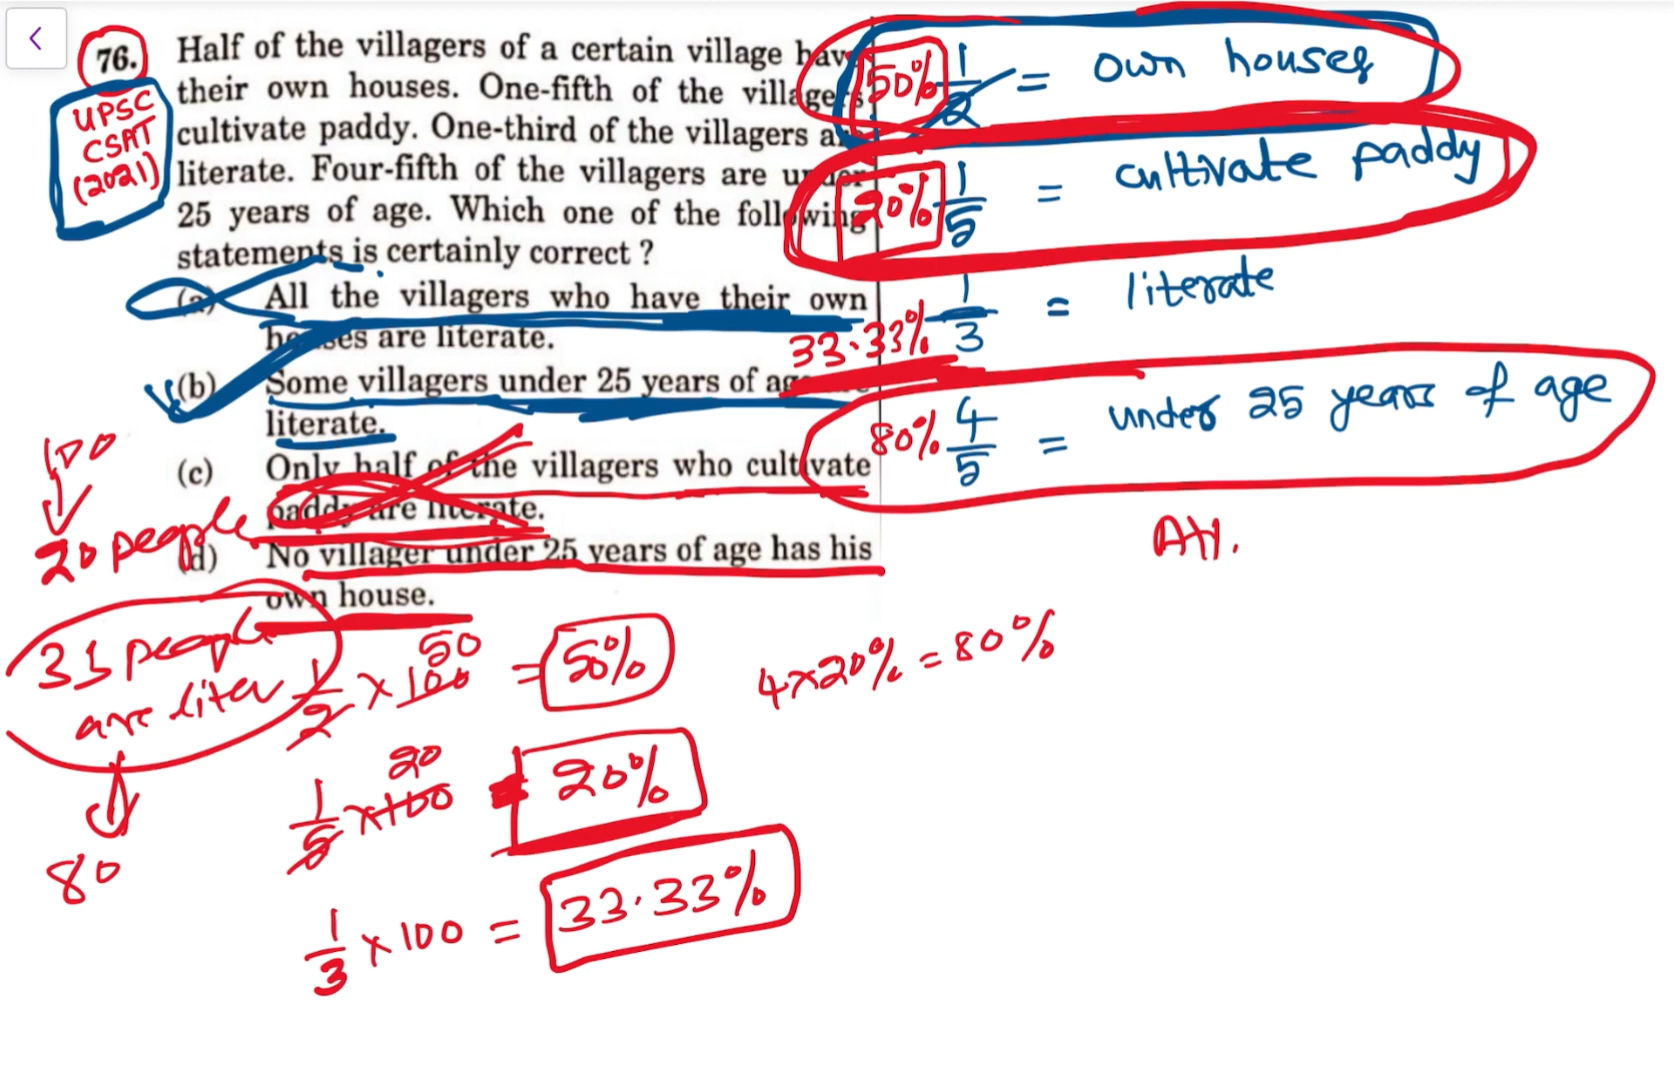 76.
UPSC
CSAT
(2021)
Half of the villagers of a certain village have
their own houses. One-fifth of the villagers
cultivate paddy. One-third of the villagers are
literate. Four-fifth of the villagers are under
25 years of age. Which one of the following
statements is certainly correct ?
(a) All the villagers who have their own
houses are literate.
(b) Some villagers under 25 years of age are
literate.
(c) Only half of the villagers who cultivate
paddy are literate.
(d) No villager under 25 years of age has his
own house.
50% 1/2 = own houses
20% 1/5 = cultivate paddy
33.33% 1/3 = literate
80% 4/5 = under 25 years of age
100
20 people
33 people
are liter
80
1/2 × 100 50 = 50%
1/5 × 100 20 = 20%
1/3 × 100 = 33.33%
4×20% = 80%